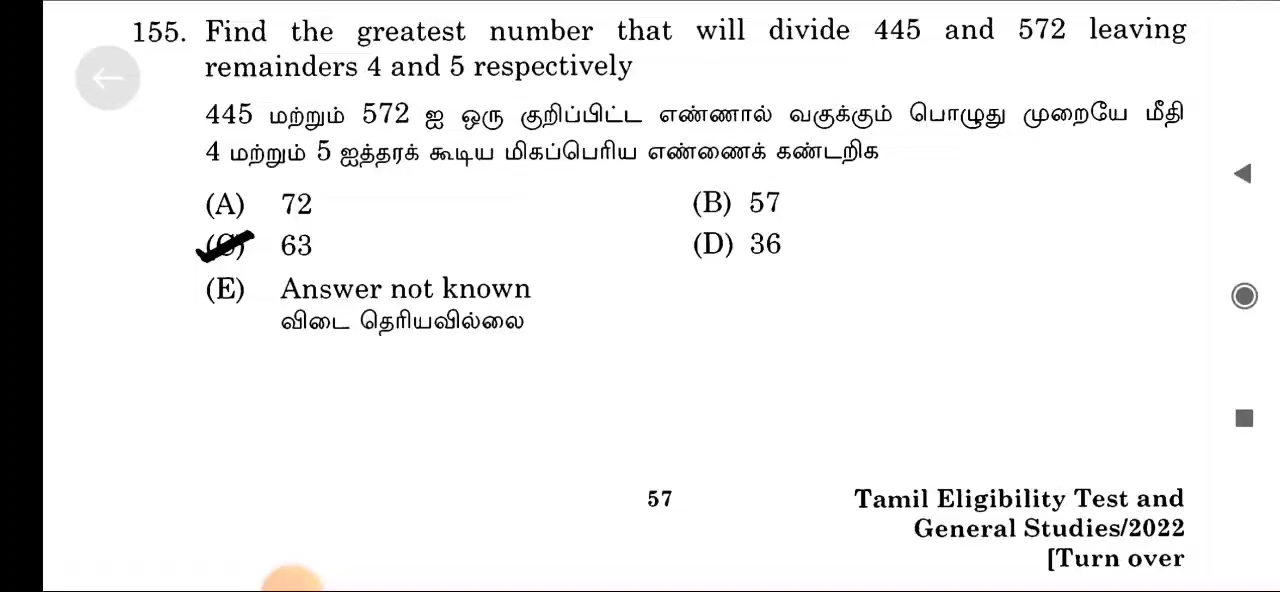 155. Find the greatest number that will divide 445 and 572 leaving
remainders 4 and 5 respectively
445 மற்றும் 572 ஐ ஒரு குறிப்பிட்ட எண்ணால் வகுக்கும் பொழுது முறையே மீதி
4 மற்றும் 5 ஐத்தரக் கூடிய மிகப்பெரிய எண்ணைக் கண்டறிக
(A) 72 (B) 57
(C) 63 (D) 36
(E) Answer not known
விடை தெரியவில்லை
57 Tamil Eligibility Test and
General Studies/2022
[Turn over